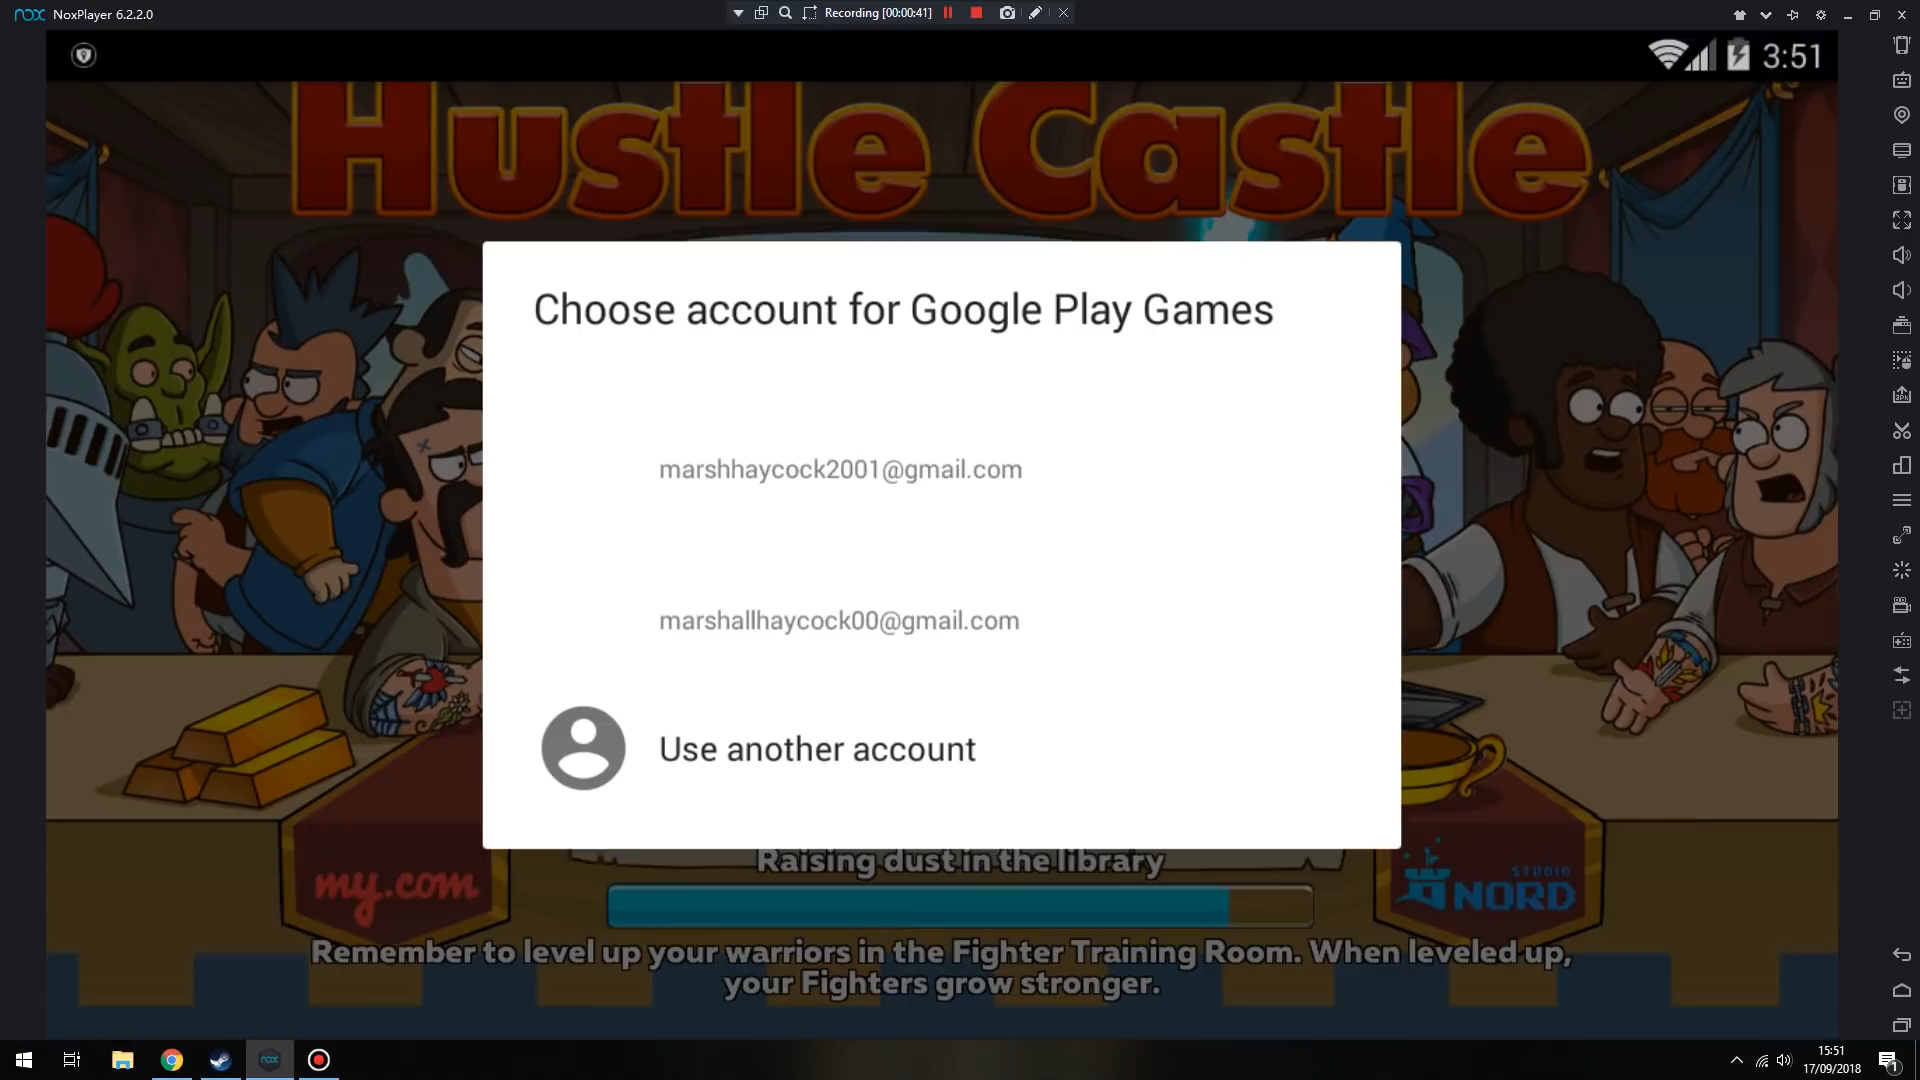 nox NoxPlayer 6.2.2.0
Recording [00:00:41]
3:51
Hustle Castle
Choose account for Google Play Games
marshhaycock2001@gmail.com
marshallhaycock00@gmail.com
Use another account
Raising dust in the library
my.com
STUDIO
NORD
Remember to level up your warriors in the Fighter Training Room. When leveled up,
your Fighters grow stronger.
nox
15:51
17/09/2018
1